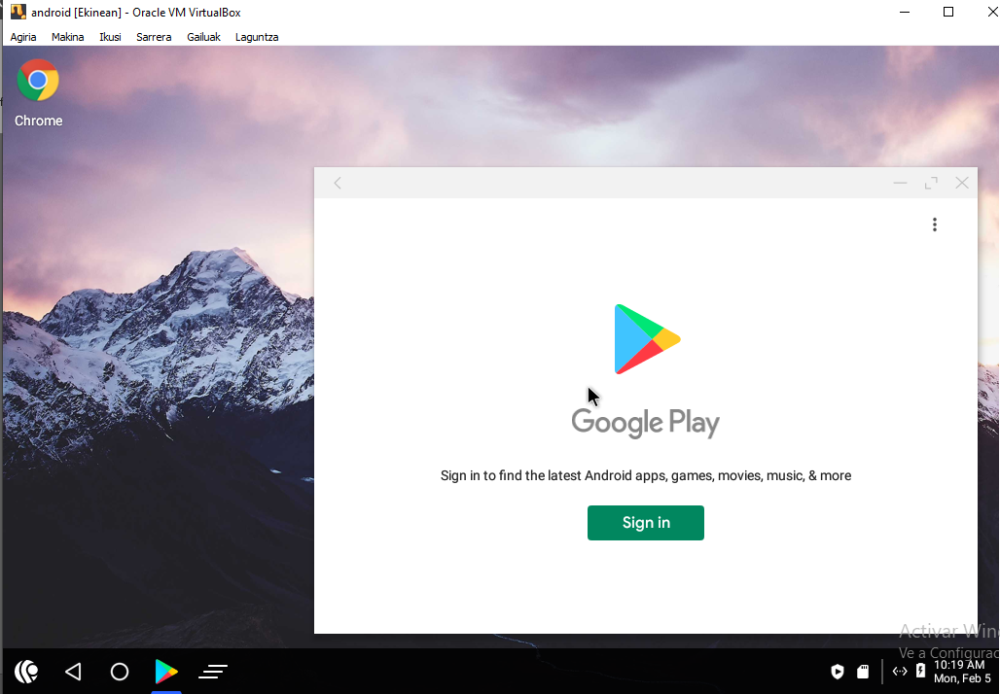 android [Ekinean] - Oracle VM VirtualBox
Agiria Makina Ikusi Sarrera Gailuak Laguntza
Chrome
Google Play
Sign in to find the latest Android apps, games, movies, music, & more
Sign in
Activar Win
Ve a Configurac
10:19 AM
Mon, Feb 5